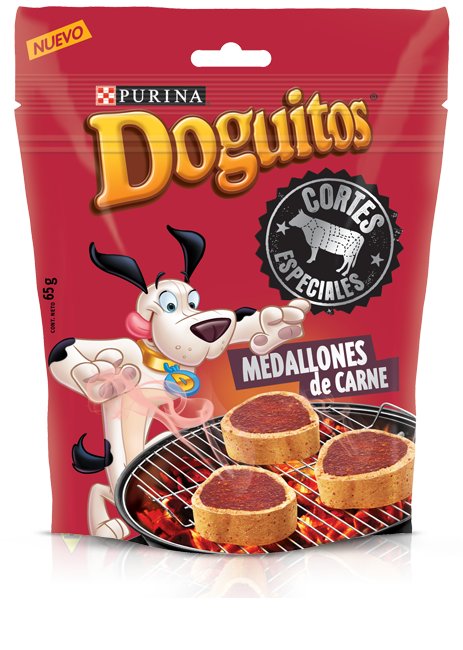 NUEVO
PURINA
Doguitos®
CORTES
ESPECIALES
CONT. NETO 65 g
MEDALLONES
de CARNE